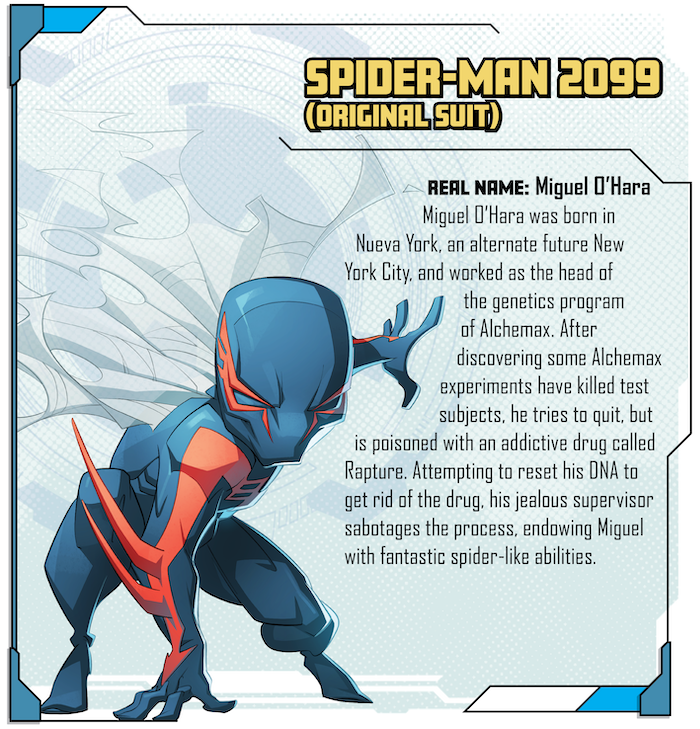 SPIDER-MAN 2099
(ORIGINAL SUIT)
REAL NAME: Miguel O'Hara
Miguel O'Hara was born in
Nueva York, an alternate future New
York City, and worked as the head of
the genetics program
of Alchemax. After
discovering some Alchemax
experiments have killed test
subjects, he tries to quit, but
is poisoned with an addictive drug called
Rapture. Attempting to reset his DNA to
get rid of the drug, his jealous supervisor
sabotages the process, endowing Miguel
with fantastic spider-like abilities.